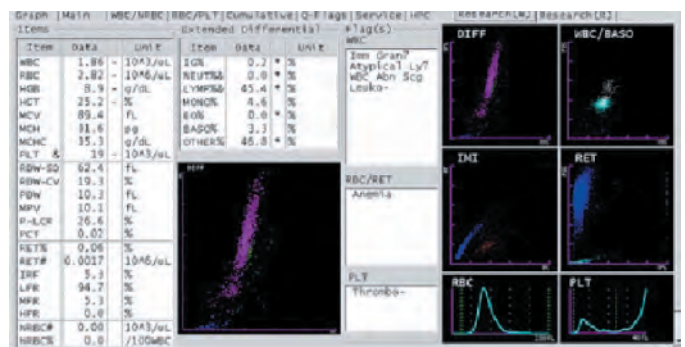 Graph Main WBC/NRBC RBC/PLT Cumulative Q-Flags Service HPC Research(W) Research(R)
Items
Item Data Unit
WBC 1.86 - 10^3/uL
RBC 2.82 - 10^6/uL
HGB 8.9 - g/dL
HCT 25.2 - %
MCV 89.4 fL
MCH 31.6 pg
MCHC 35.3 g/dL
PLT & 19 - 10^3/uL
RDW-SD 62.4 fL
RDW-CV 19.3 %
PDW 10.3 fL
MPV 10.1 fL
P-LCR 26.6 %
PCT 0.02 %
RET% 0.06 %
RET# 0.0017 10^6/uL
IRF 5.3 %
LFR 94.7 %
MFR 5.3 %
HFR 0.0 %
NRBC# 0.00 10^3/uL
NRBC% 0.0 /100WBC
Extended Differential
Item Data Unit
IG% 0.2 * %
NEUT%& 0.0 * %
LYMP%& 45.4 * %
MONO% 4.6 %
EO% 0.0 * %
BASO% 3.3 %
OTHER% 46.8 * %
DIFF
Flag(s)
WBC
Imm Gran?
Atypical Ly?
WBC Abn Scg
Leuko-
RBC/RET
Anemia
PLT
Thrombo-
DIFF
WBC/BASO
IMI
RET
RBC
250fL
PLT
40fL